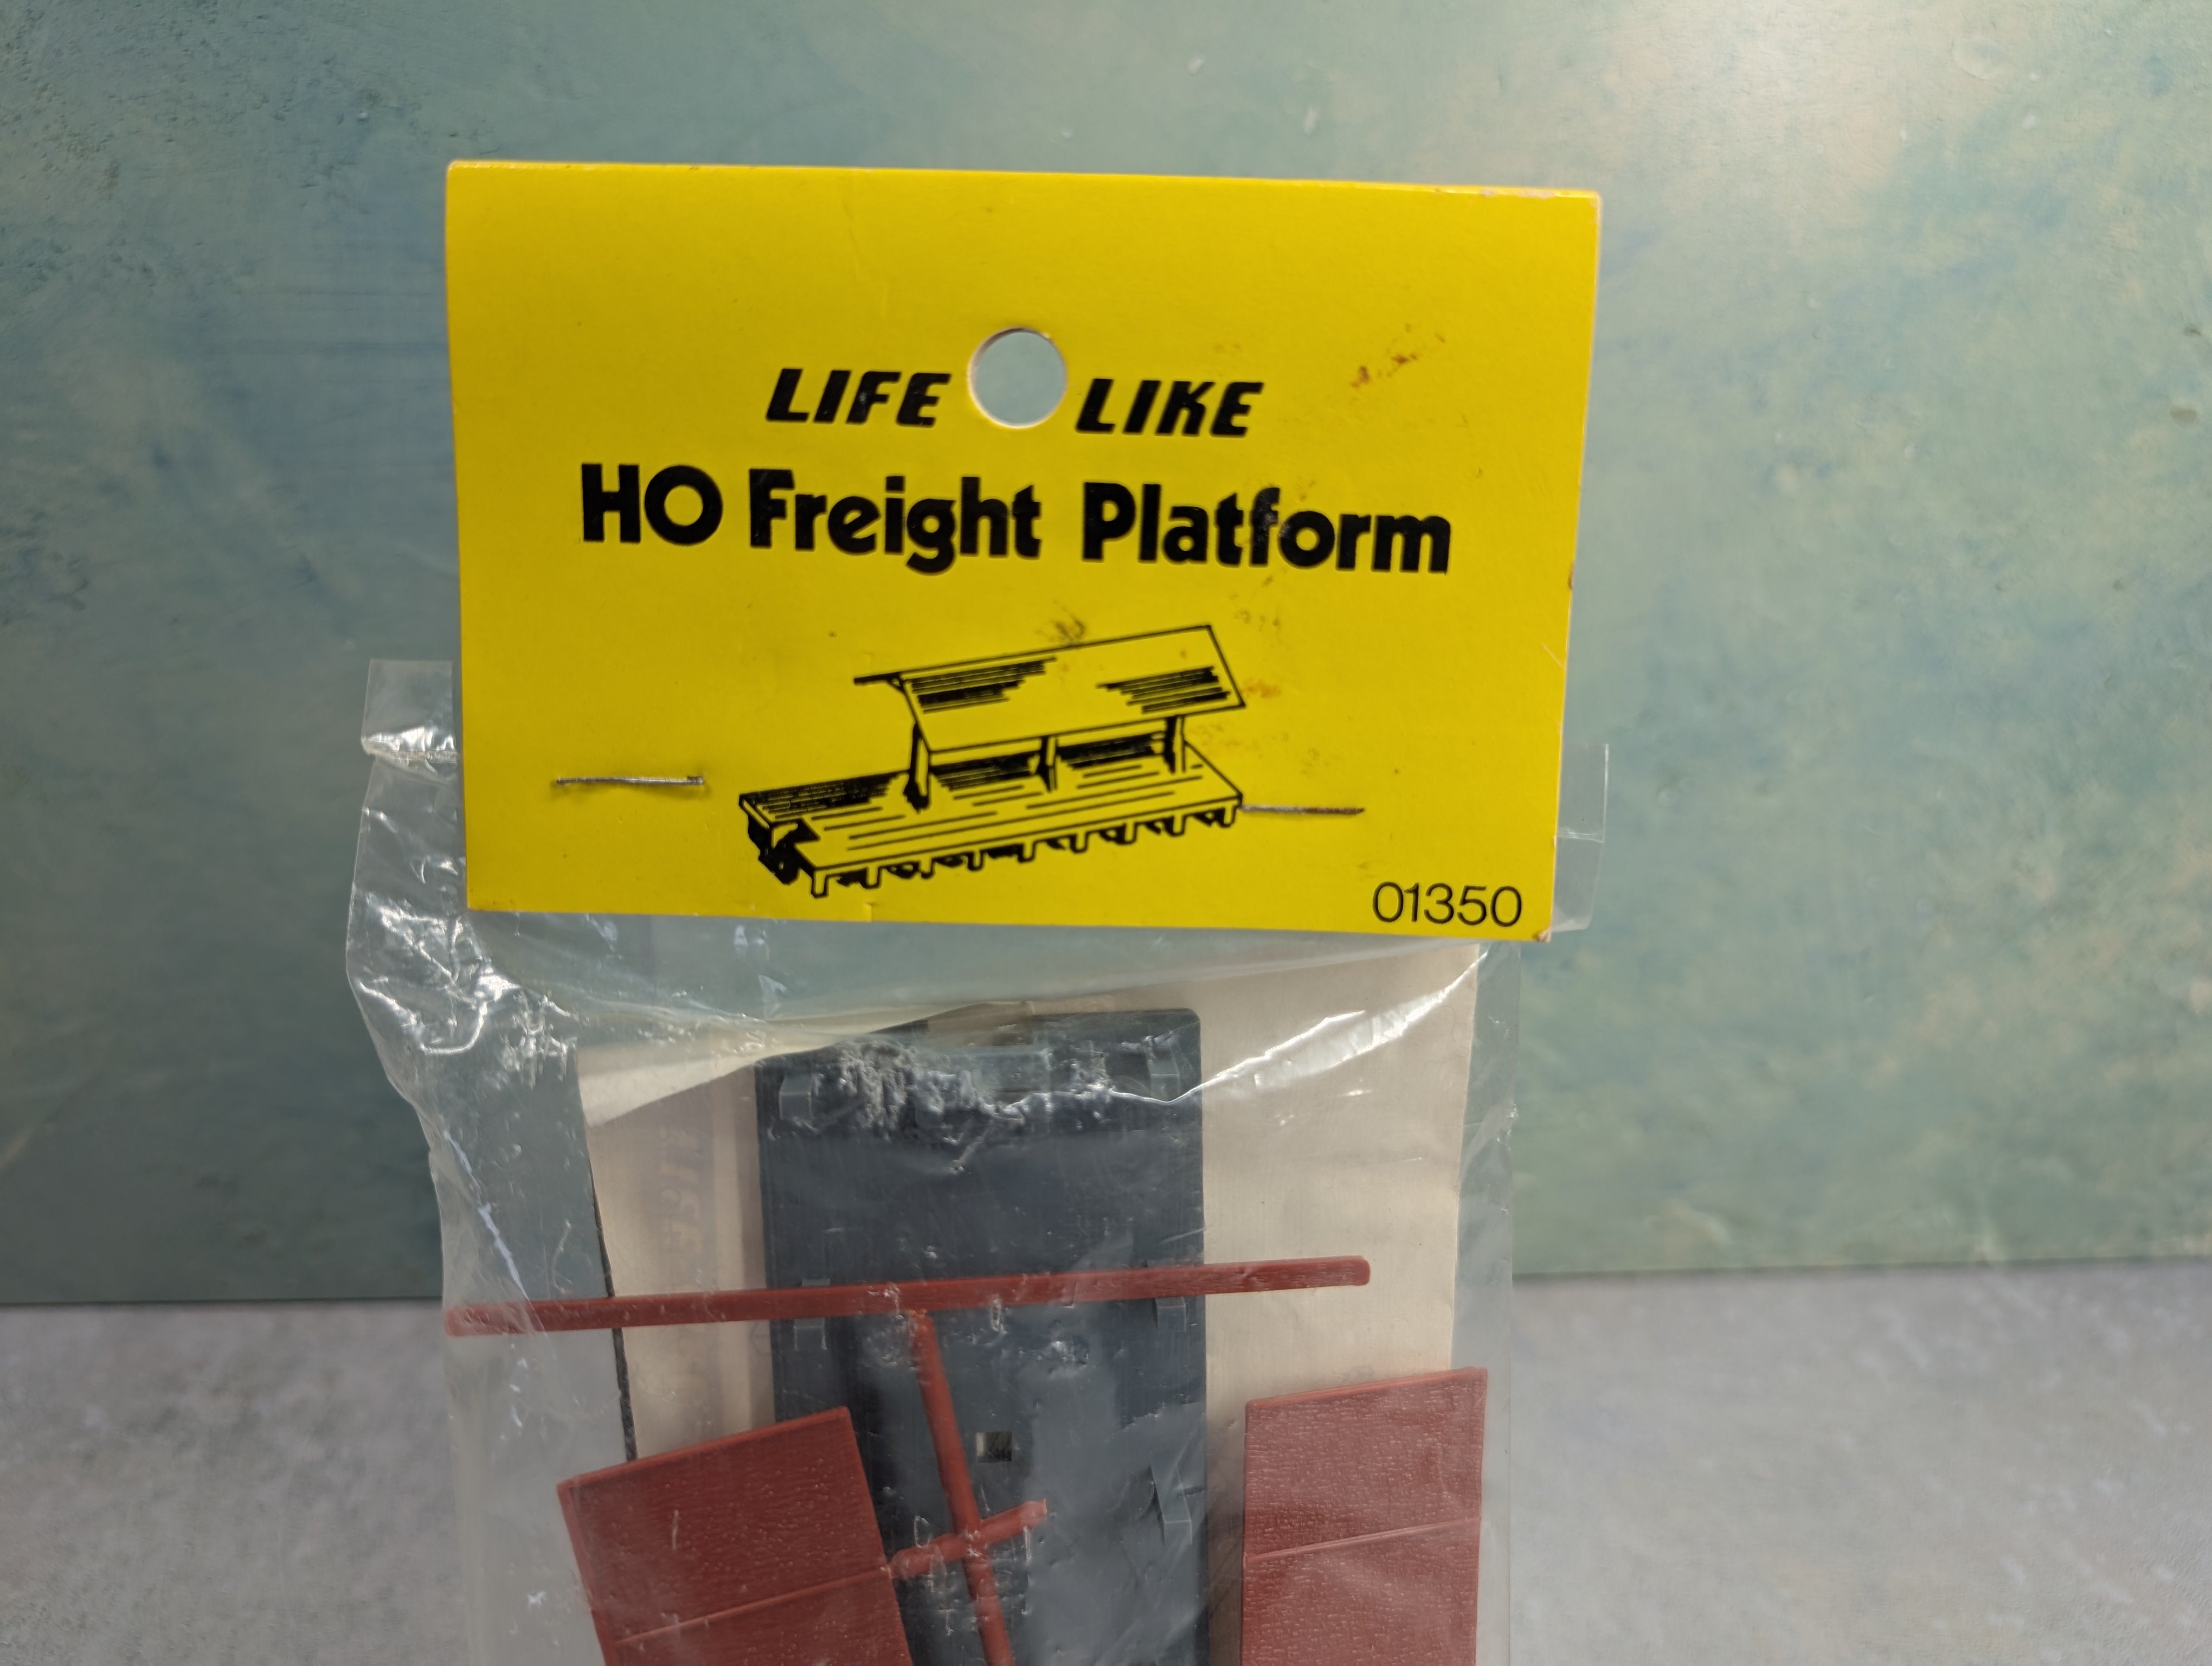 LIFE LIKE
HO Freight Platform
01350